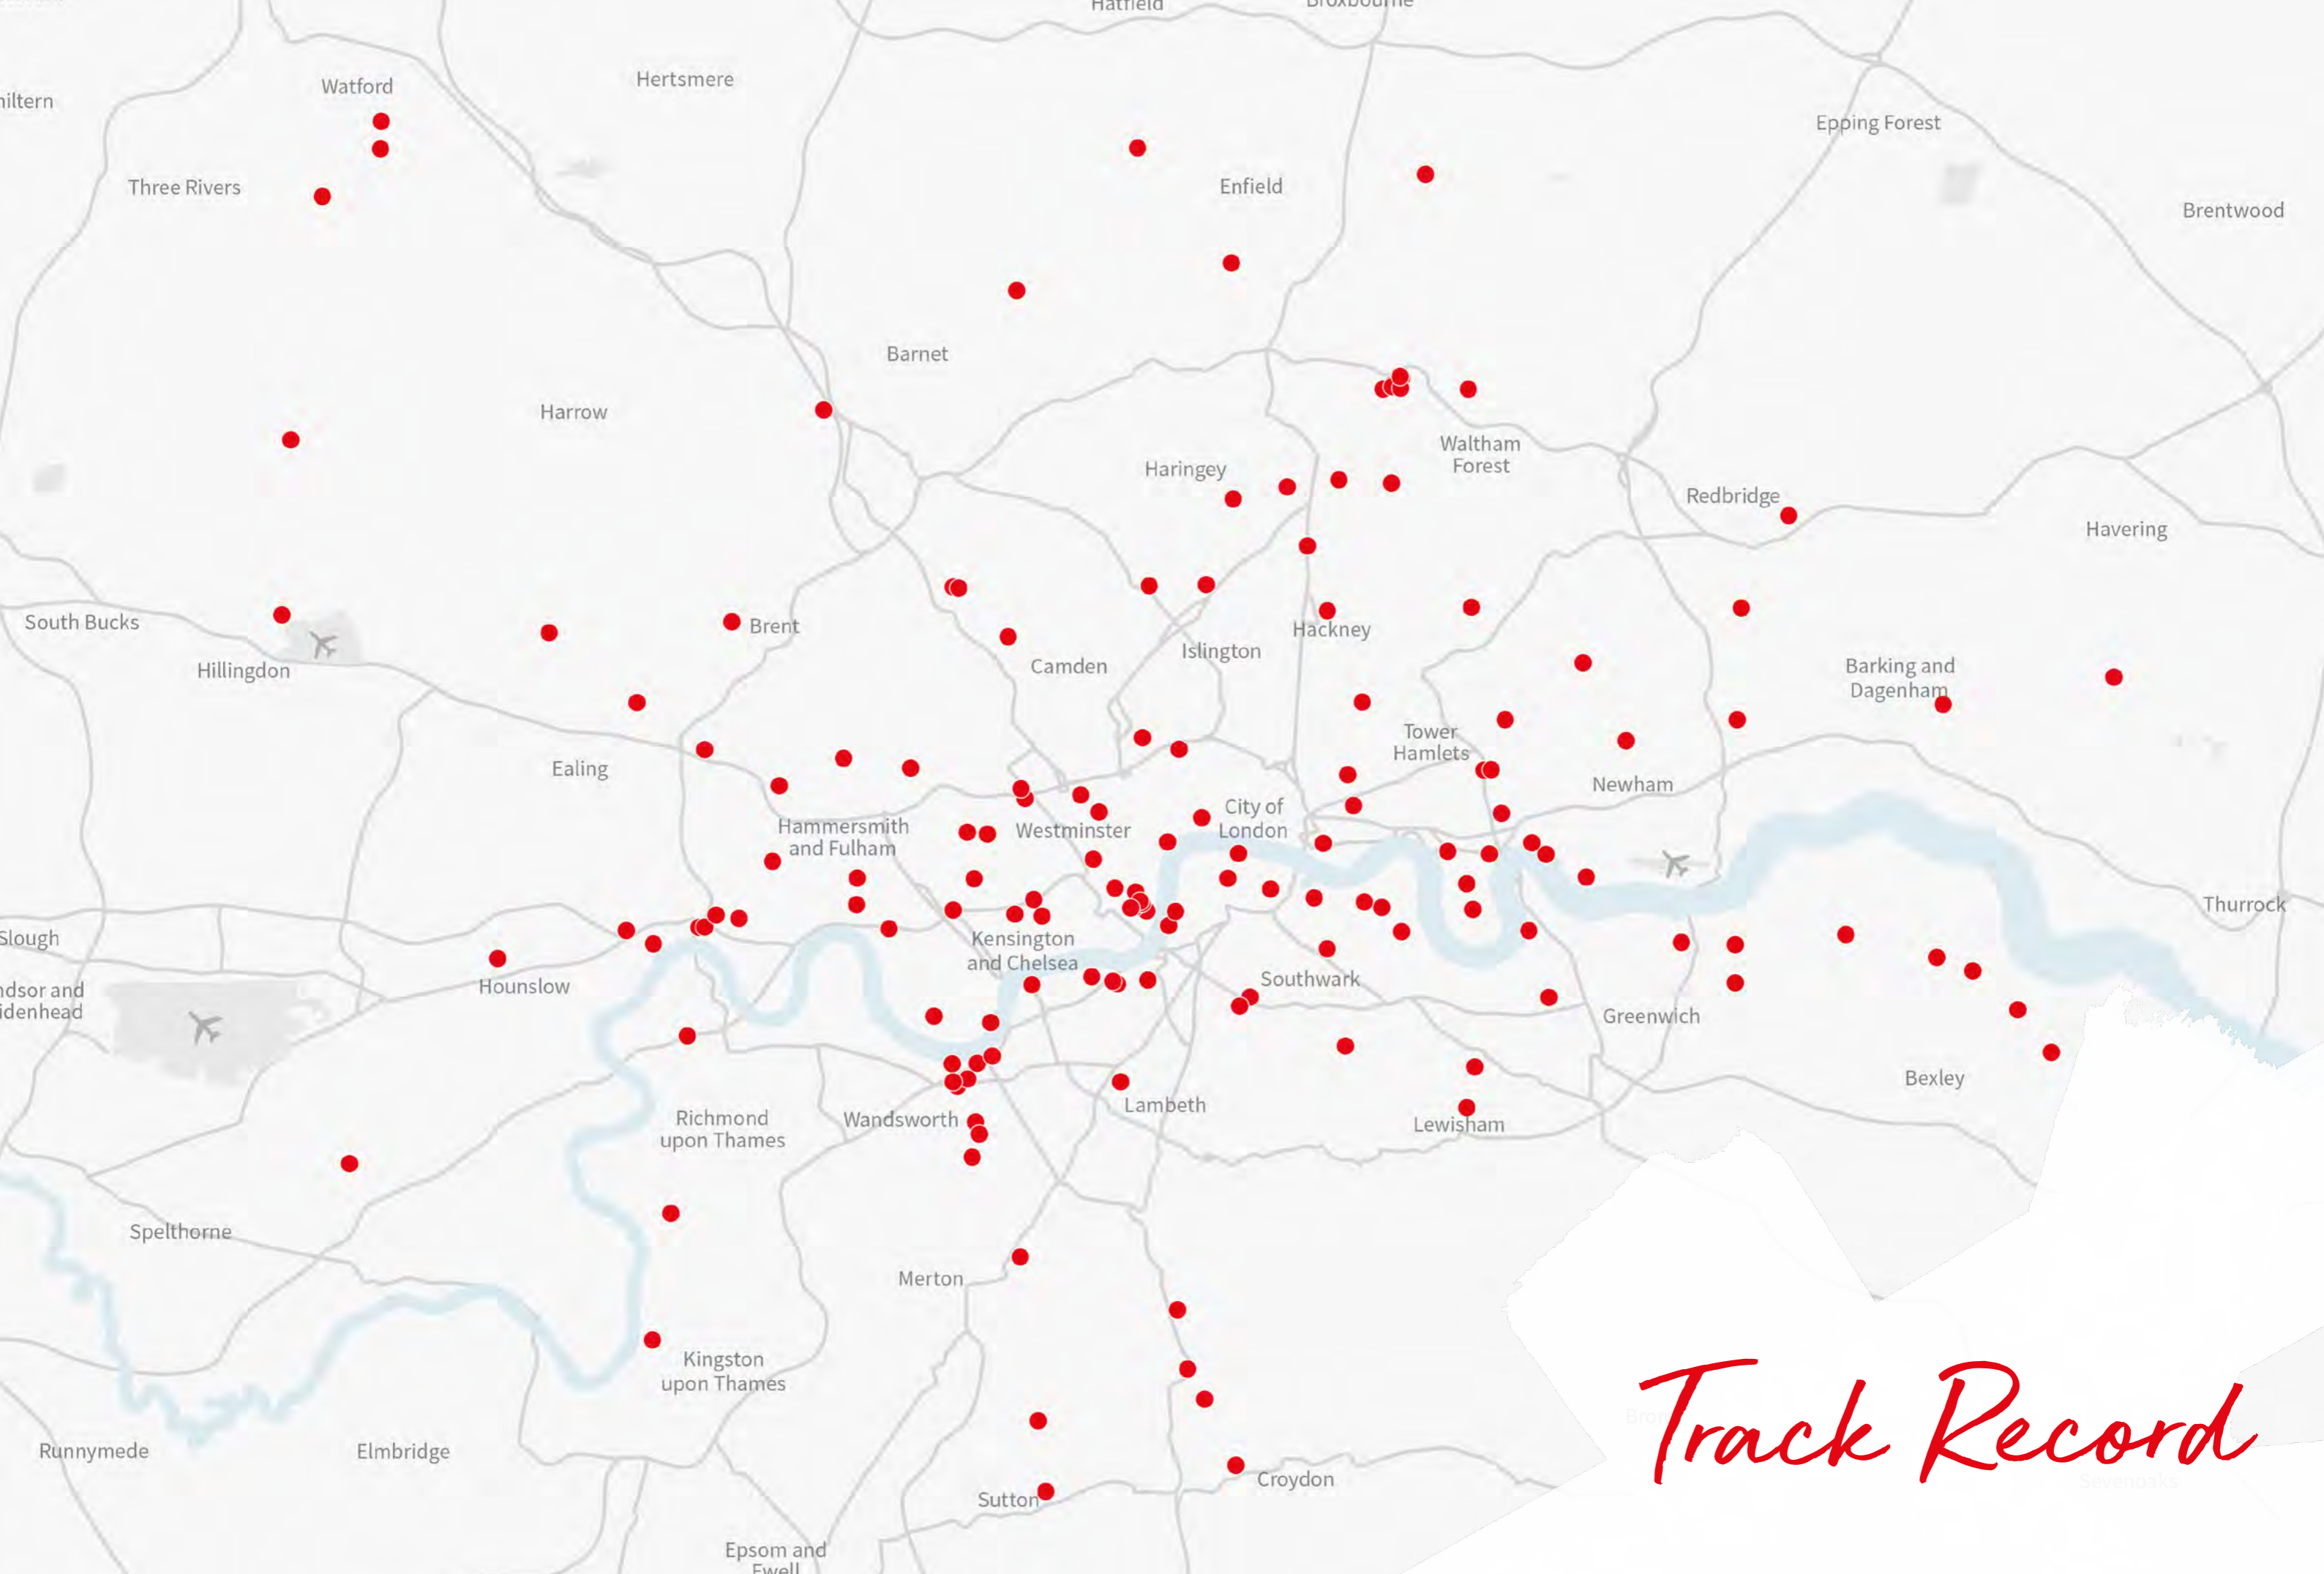 Hatfield
Broxbourne
Watford
Hertsmere
Epping Forest
Three Rivers
Enfield
Brentwood
Barnet
Harrow
Waltham
Forest
Haringey
Redbridge
Havering
South Bucks
Brent
Hackney
Islington
Hillingdon
Camden
Barking and
Dagenham
Tower
Hamlets
Ealing
Newham
City of
London
Hammersmith
and Fulham
Westminster
Thurrock
Slough
Kensington
and Chelsea
Southwark
Hounslow
Greenwich
Bexley
Lambeth
Richmond
upon Thames
Wandsworth
Lewisham
Spelthorne
Merton
Kingston
upon Thames
Track Record
Runnymede
Elmbridge
Croydon
Sevenoaks
Sutton
Epsom and
Ewell